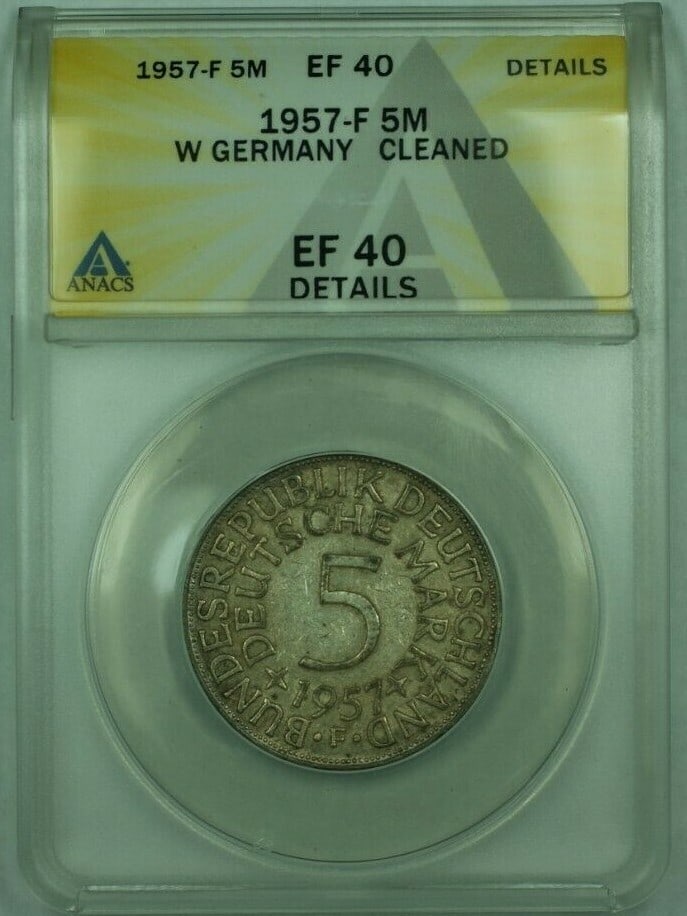 1957-F 5M EF 40 DETAILS
1957-F 5M
W GERMANY CLEANED
EF 40
DETAILS
ANACS
BUNDESREPUBLIK DEUTSCHLAND
DEUTSCHE MARK
5
1957
· F ·